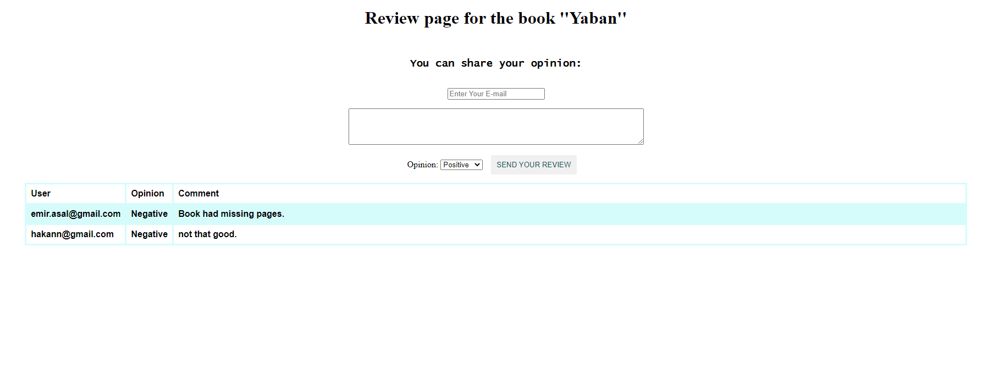 Review page for the book "Yaban"
You can share your opinion:
Enter Your E-mail
Opinion: Positive SEND YOUR REVIEW
User Opinion Comment
emir.asal@gmail.com Negative Book had missing pages.
hakann@gmail.com Negative not that good.